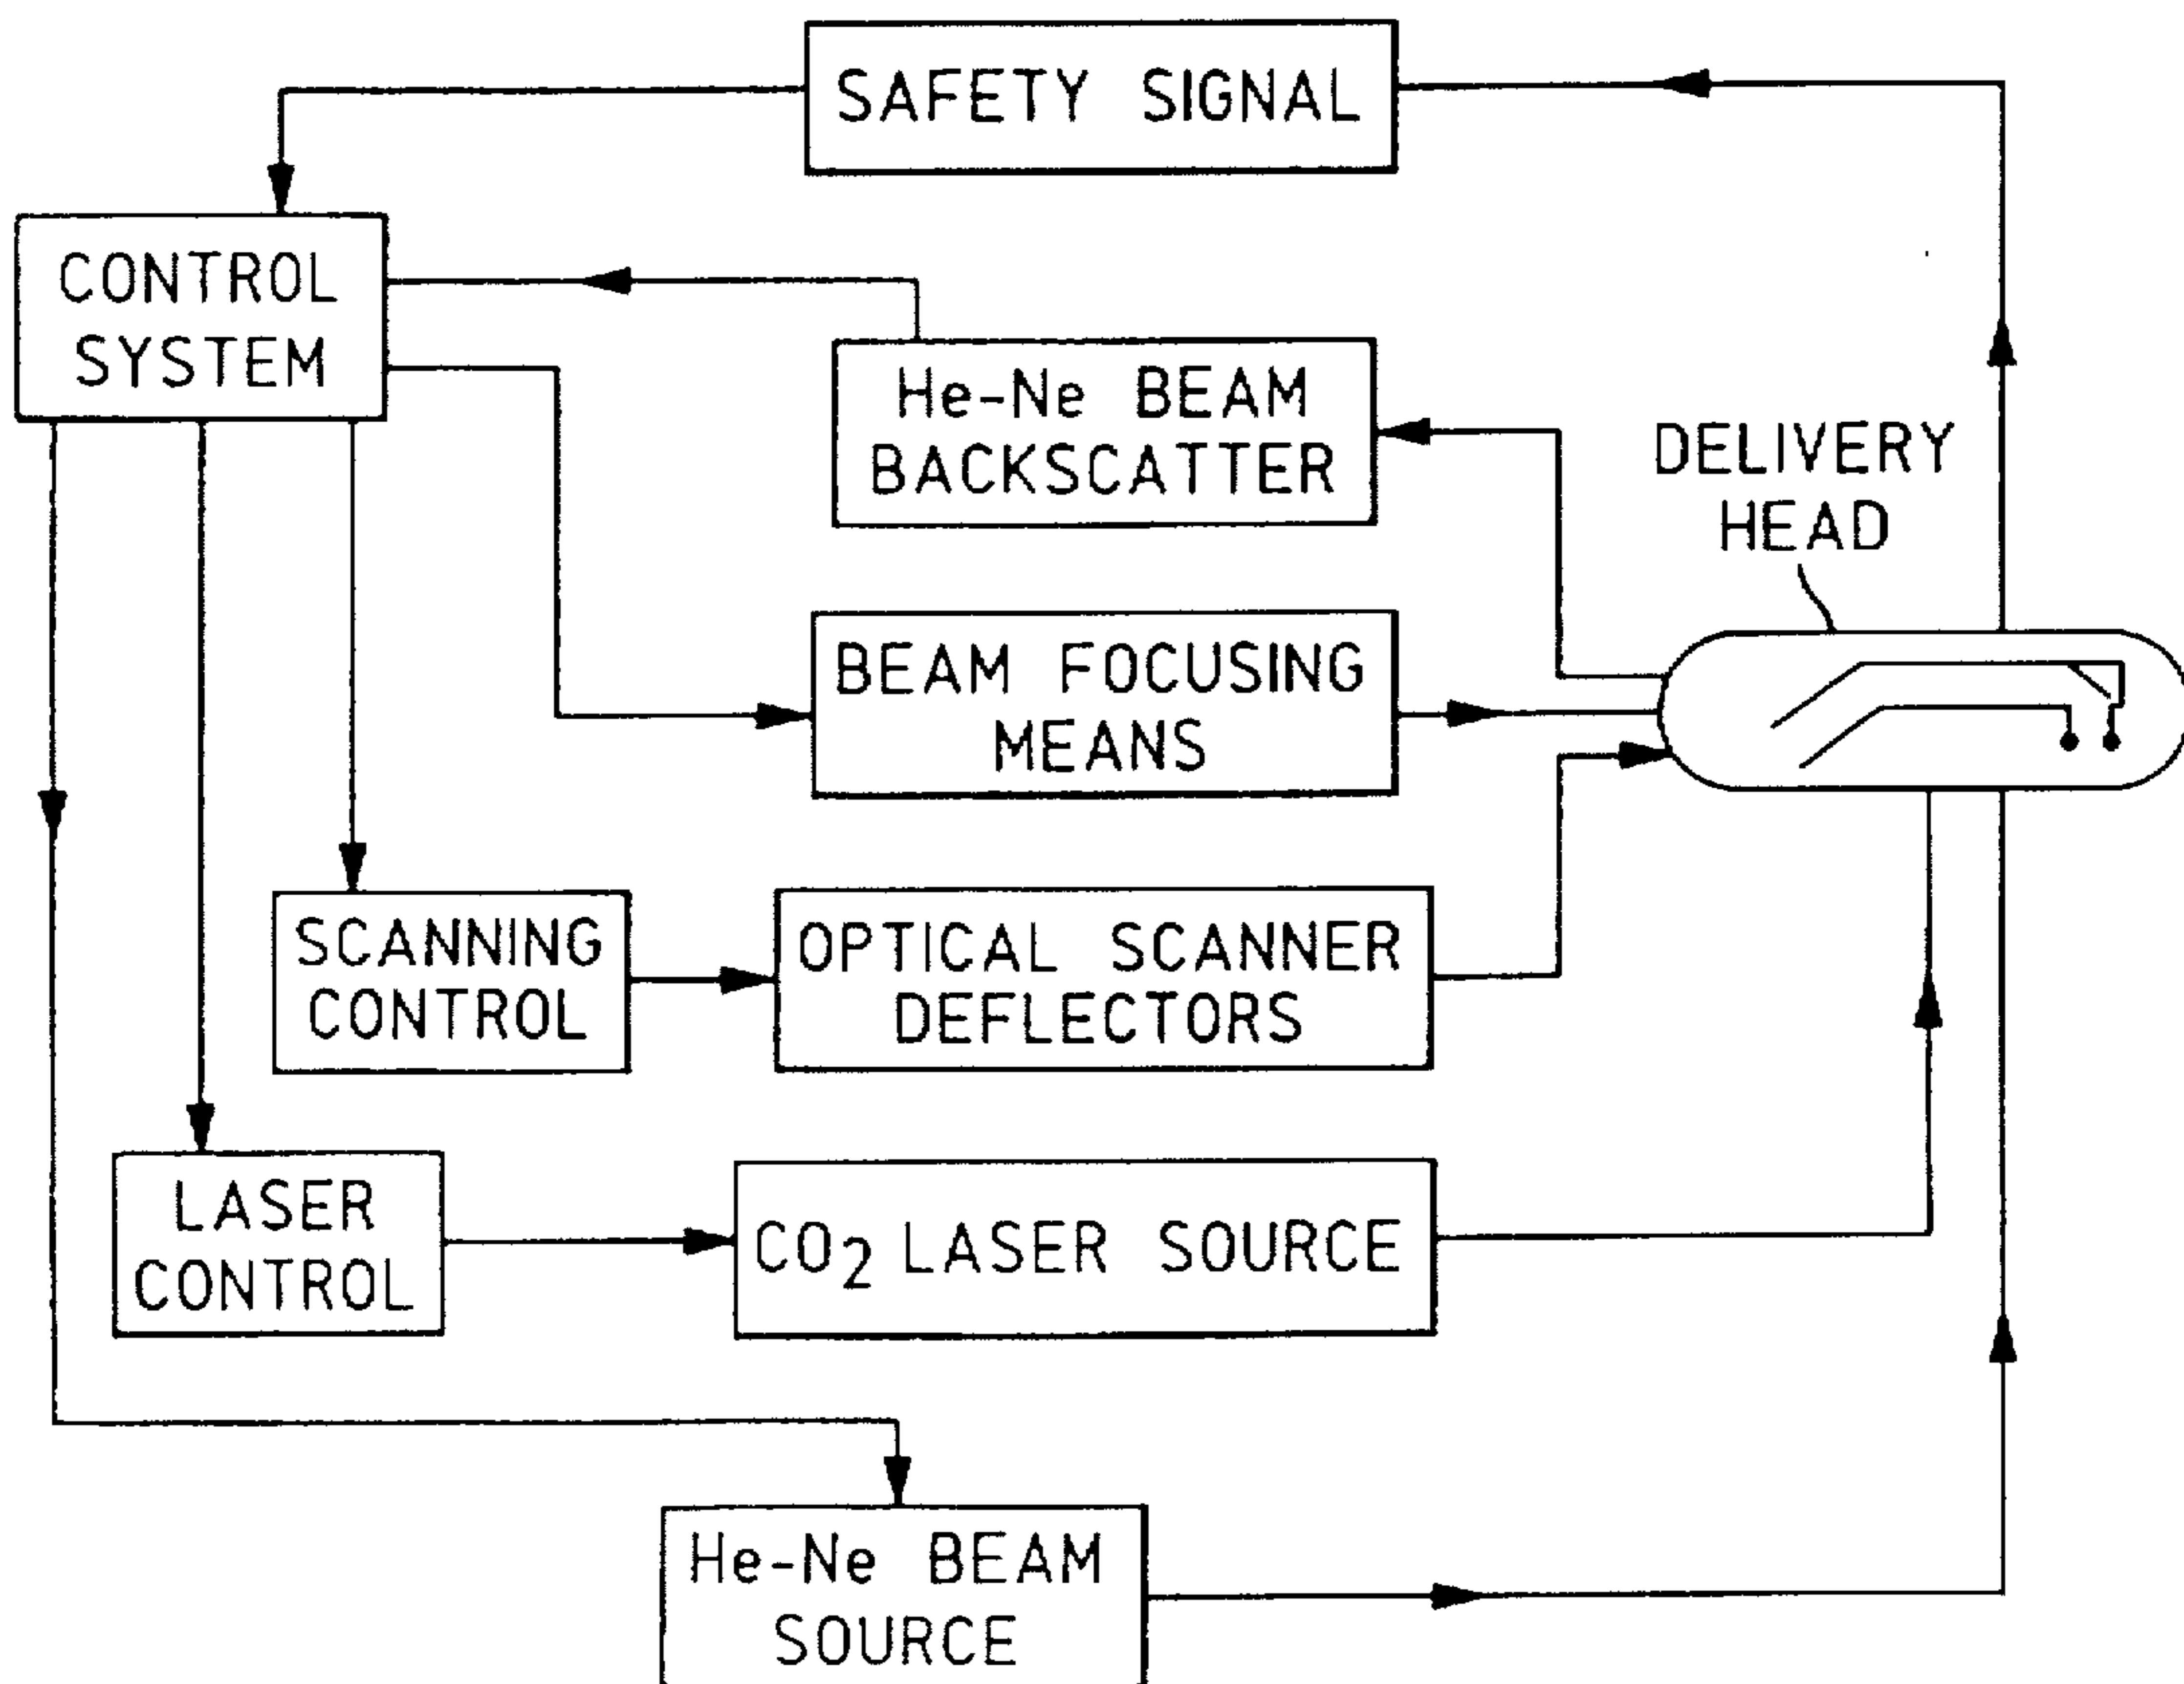 SAFETY SIGNAL
CONTROL
SYSTEM
He-Ne BEAM
BACKSCATTER
DELIVERY
HEAD
BEAM FOCUSING
MEANS
SCANNING
CONTROL
OPTICAL SCANNER
DEFLECTORS
LASER
CONTROL
CO₂ LASER SOURCE
He-Ne BEAM
SOURCE